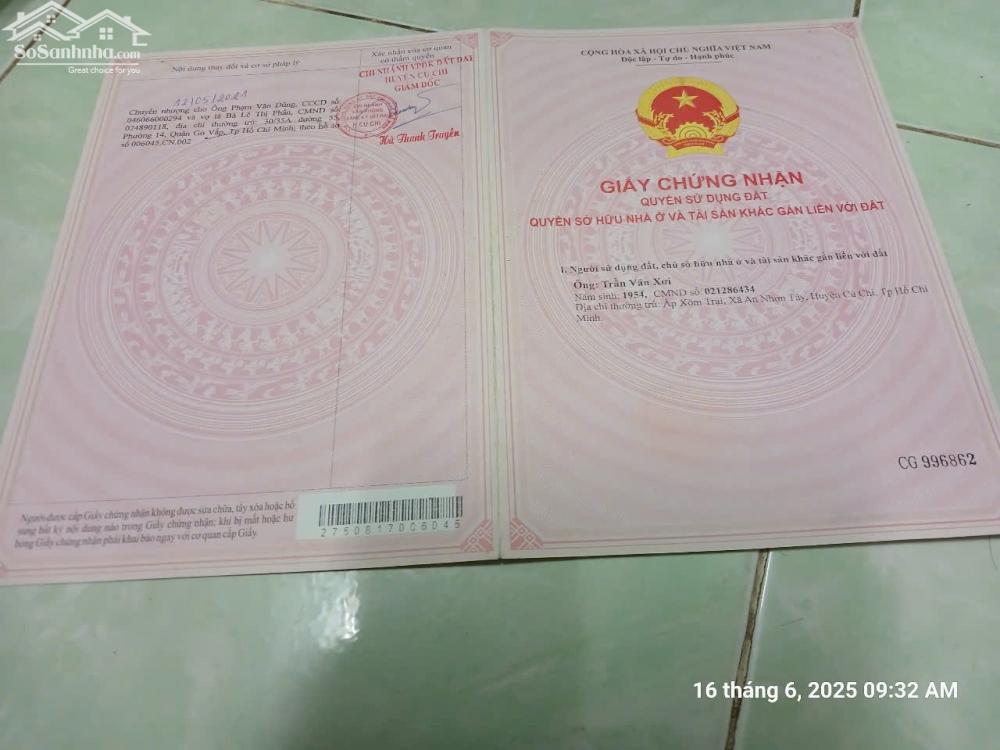 SoSanhnha.com
Great choice for you
Nội dung thay đổi và cơ sở pháp lý
Xác nhận của cơ quan
có thẩm quyền
12/05/2021
CHI NHÁNH VPĐK ĐẤT ĐAI
HUYỆN CỦ CHI
GIÁM ĐỐC
Chuyển nhượng cho Ông Phạm Văn Dũng, CCCD số
046066000294 và vợ là Bà Lê Thị Phấn, CMND số
024890118, địa chỉ thường trú: 30/35A đường 55,
Phường 14, Quận Gò Vấp, Tp Hồ Chí Minh; theo hồ sơ
số 006045.CN.002
H. CỦ CHI
Hà Thanh Truyền
Người được cấp Giấy chứng nhận không được sửa chữa, tẩy xóa hoặc bổ
sung bất kỳ nội dung nào trong Giấy chứng nhận; khi bị mất hoặc hư
hỏng Giấy chứng nhận phải khai báo ngay với cơ quan cấp Giấy.
2750817006045
CỘNG HÒA XÃ HỘI CHỦ NGHĨA VIỆT NAM
Độc lập - Tự do - Hạnh phúc
GIẤY CHỨNG NHẬN
QUYỀN SỬ DỤNG ĐẤT
QUYỀN SỞ HỮU NHÀ Ở VÀ TÀI SẢN KHÁC GẮN LIỀN VỚI ĐẤT
I. Người sử dụng đất, chủ sở hữu nhà ở và tài sản khác gắn liền với đất
Ông: Trần Văn Xơi
Năm sinh: 1954, CMND số: 021286434
Địa chỉ thường trú: Ấp Xóm Trại, Xã An Nhơn Tây, Huyện Củ Chi, Tp Hồ Chí
Minh
CG 996862
16 tháng 6, 2025 09:32 AM